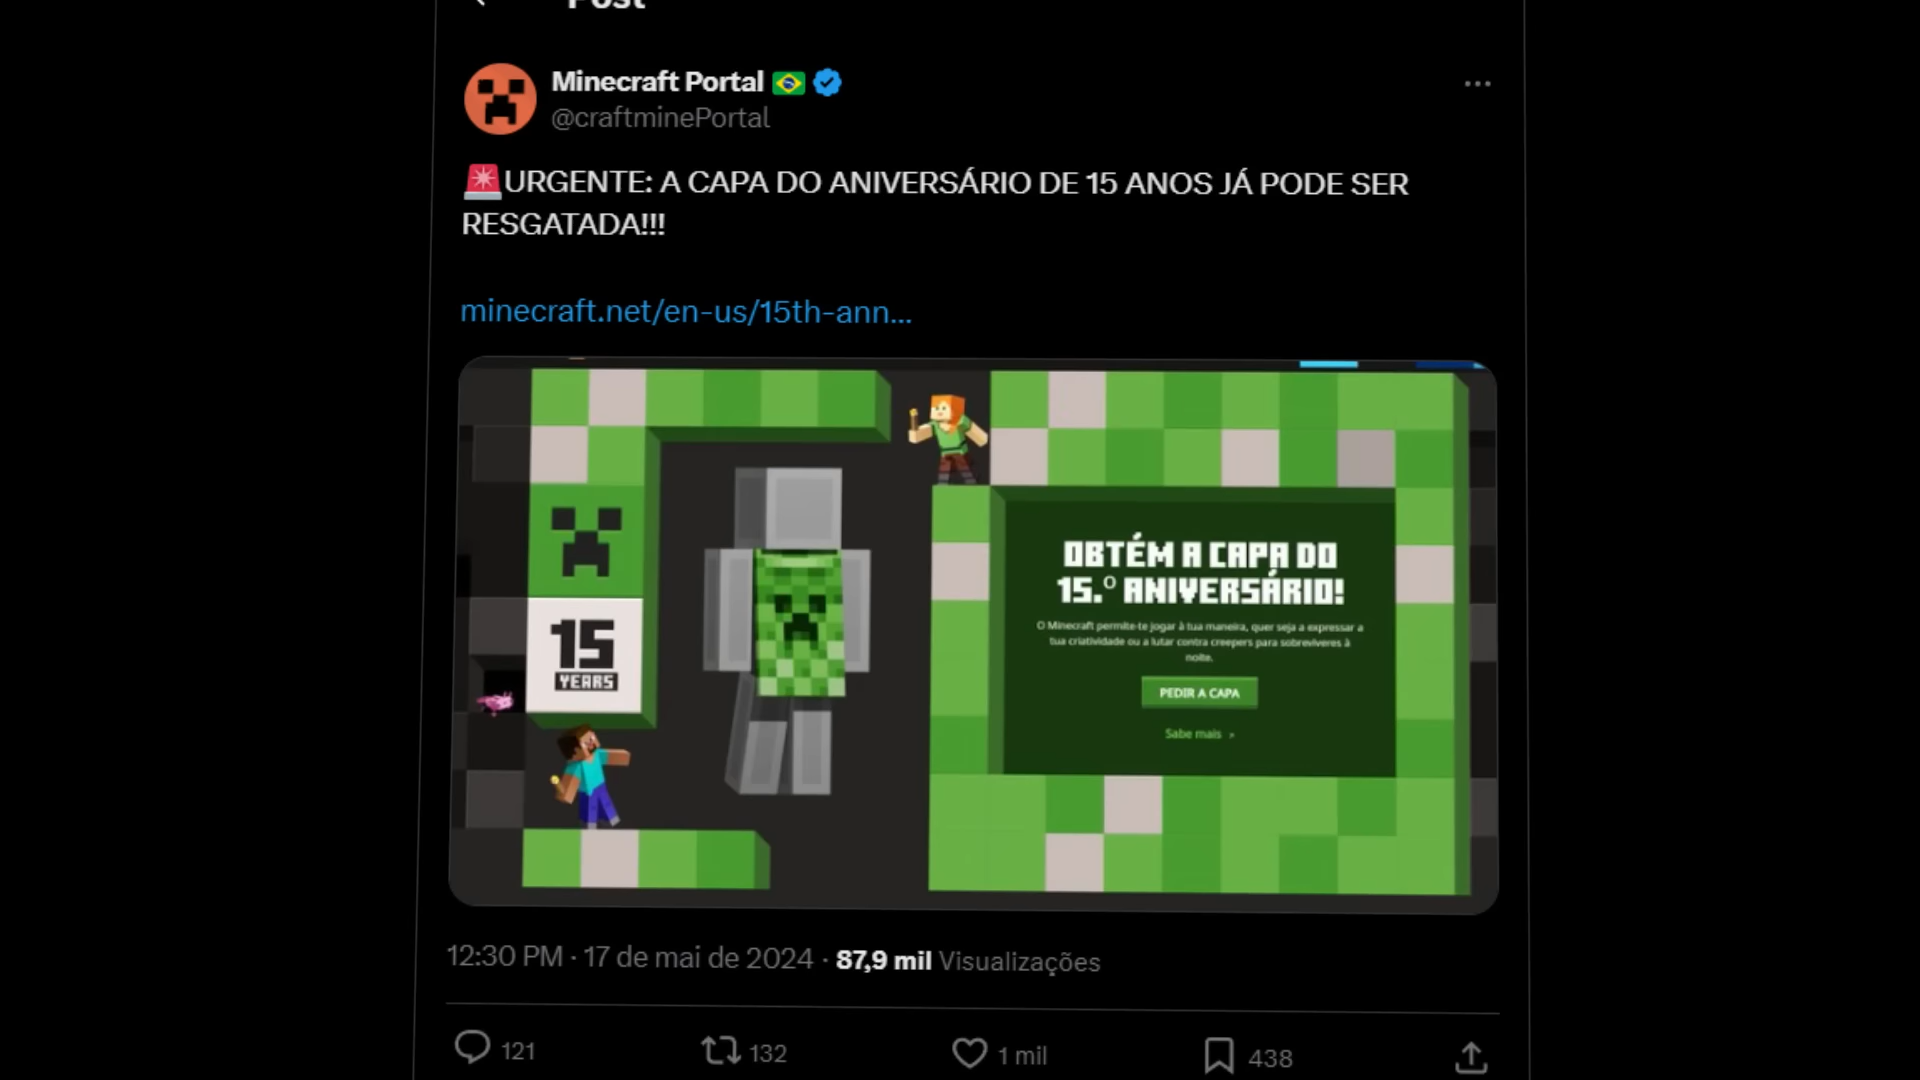 Post
Minecraft Portal
@craftminePortal
URGENTE: A CAPA DO ANIVERSÁRIO DE 15 ANOS JÁ PODE SER
RESGATADA!!!
minecraft.net/en-us/15th-ann...
15
YEARS
OBTÉM A CAPA DO
15.º ANIVERSÁRIO!
O Minecraft permite-te jogar à tua maneira, quer seja a expressar a
tua criatividade ou a lutar contra creepers para sobreviveres à
noite.
PEDIR A CAPA
Sabe mais >
12:30 PM · 17 de mai de 2024 · 87,9 mil Visualizações
121 132 1 mil 438